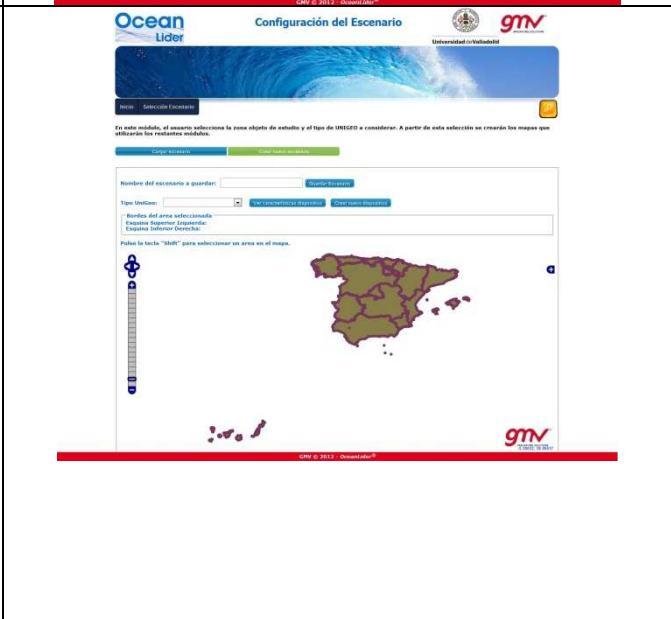 GMV © 2012 - OceanLider
Ocean
Lider
Configuración del Escenario
Universidad de Valladolid
gmv
Inicio Selección Escenario
En este módulo, el usuario selecciona la zona objeto de estudio y el tipo de UNIGEO a considerar. A partir de esta selección se crearán los mapas que
utilizarán los restantes módulos.
Cargar escenario Crear nuevo escenario
Nombre del escenario a guardar: Guardar Escenario
Tipo UniGeo: Ver características dispositivo Crear nuevo dispositivo
Bordes del area seleccionada
Esquina Superior Izquierda:
Esquina Inferior Derecha:
Pulse la tecla "Shift" para seleccionar un area en el mapa.
gmv
GMV © 2012 - OceanLider®